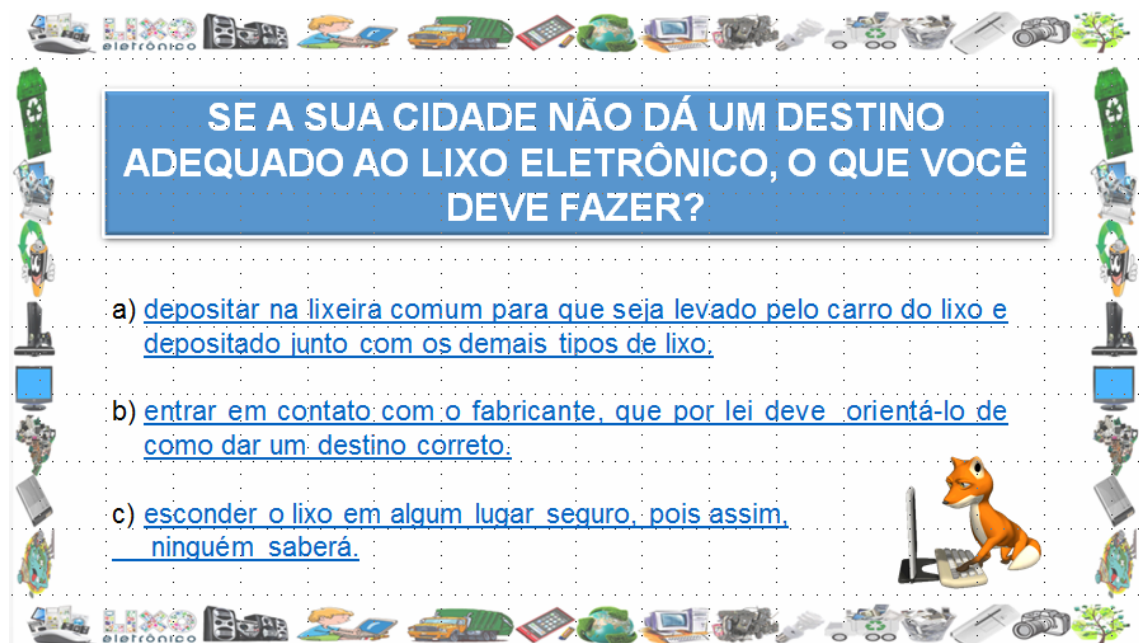 LIXO
eletrônico
SE A SUA CIDADE NÃO DÁ UM DESTINO
ADEQUADO AO LIXO ELETRÔNICO, O QUE VOCÊ
DEVE FAZER?
a) depositar na lixeira comum para que seja levado pelo carro do lixo e
depositado junto com os demais tipos de lixo;
b) entrar em contato com o fabricante, que por lei deve orientá-lo de
como dar um destino correto.
c) esconder o lixo em algum lugar seguro, pois assim,
ninguém saberá.
LIXO
eletrônico